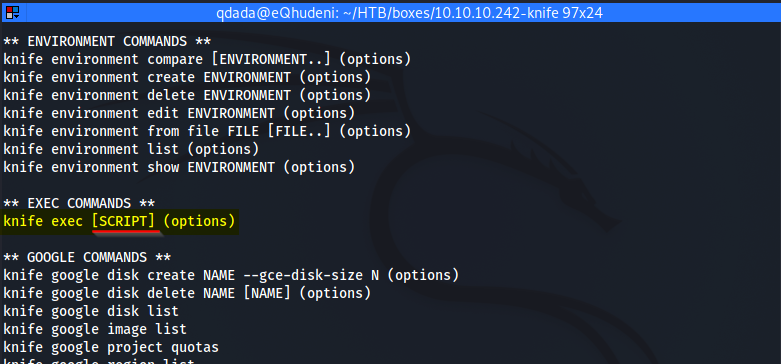 qdada@eQhudeni: ~/HTB/boxes/10.10.10.242-knife 97x24
** ENVIRONMENT COMMANDS **
knife environment compare [ENVIRONMENT..] (options)
knife environment create ENVIRONMENT (options)
knife environment delete ENVIRONMENT (options)
knife environment edit ENVIRONMENT (options)
knife environment from file FILE [FILE..] (options)
knife environment list (options)
knife environment show ENVIRONMENT (options)
** EXEC COMMANDS **
knife exec [SCRIPT] (options)
** GOOGLE COMMANDS **
knife google disk create NAME --gce-disk-size N (options)
knife google disk delete NAME [NAME] (options)
knife google disk list
knife google image list
knife google project quotas
knife google region list